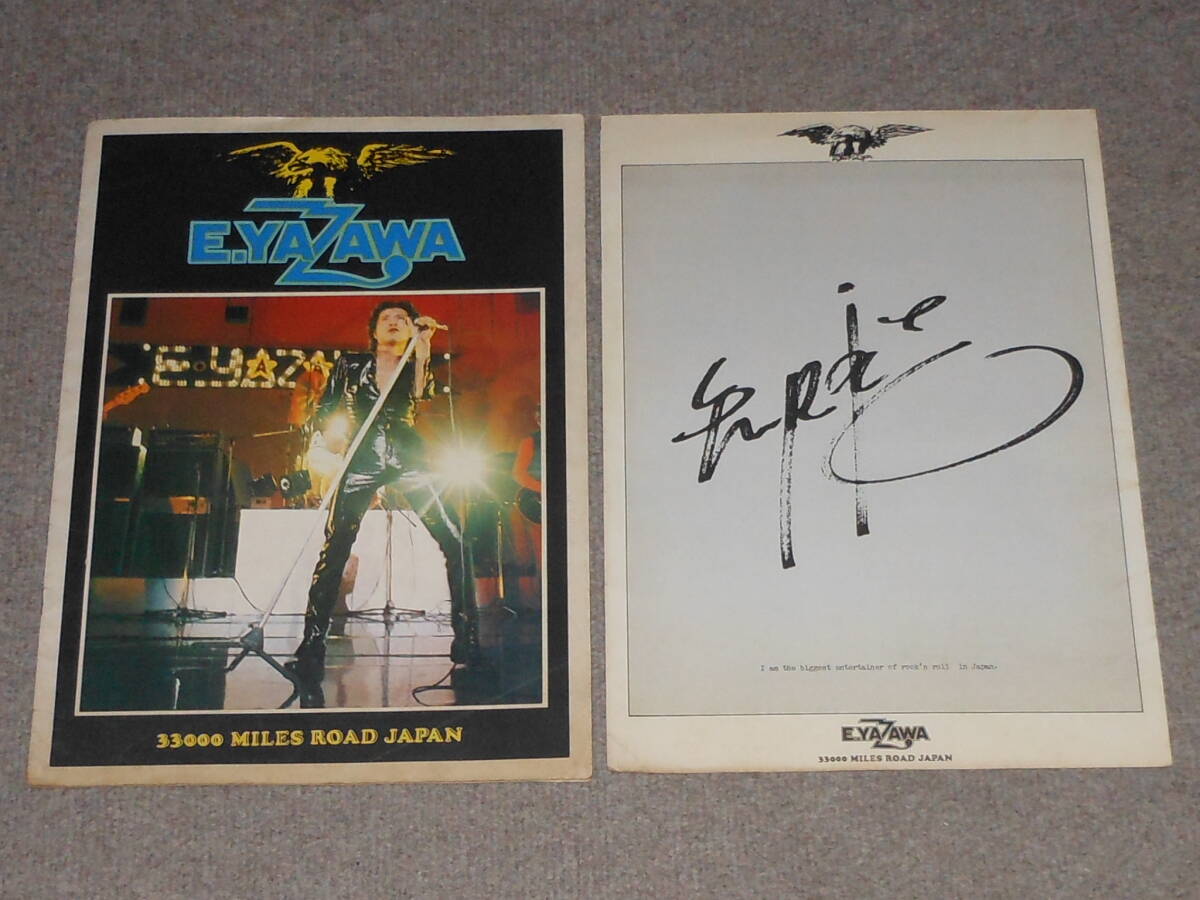 E.YAZAWA
E.YAZA
33000 MILES ROAD JAPAN
I am the biggest entertainer of rock'n roll in Japan.
E.YAZAWA
33000 MILES ROAD JAPAN